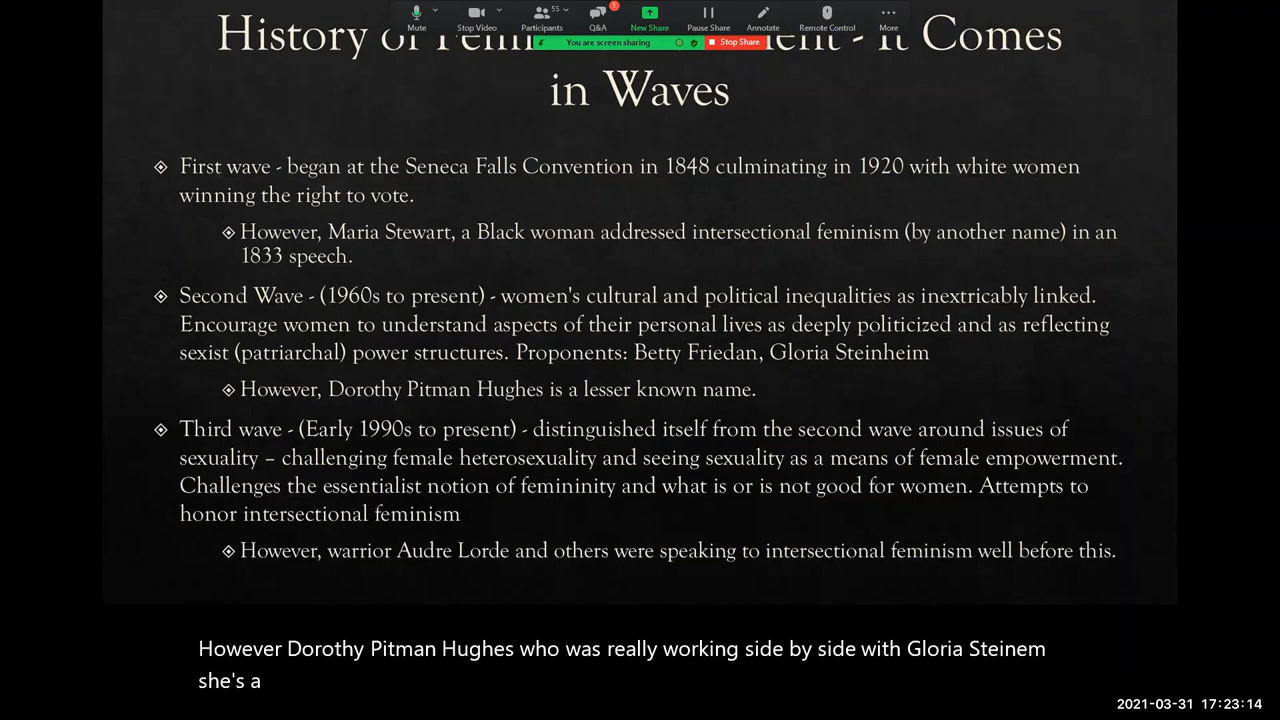 Mute
Stop Video
55
Participants
1
Q&A
New Share
Pause Share
Annotate
Remote Control
More
You are screen sharing
Stop Share
History of - It Comes
in Waves
First wave - began at the Seneca Falls Convention in 1848 culminating in 1920 with white women
winning the right to vote.
However, Maria Stewart, a Black woman addressed intersectional feminism (by another name) in an
1833 speech.
Second Wave - (1960s to present) - women's cultural and political inequalities as inextricably linked.
Encourage women to understand aspects of their personal lives as deeply politicized and as reflecting
sexist (patriarchal) power structures. Proponents: Betty Friedan, Gloria Steinheim
However, Dorothy Pitman Hughes is a lesser known name.
Third wave - (Early 1990s to present) - distinguished itself from the second wave around issues of
sexuality – challenging female heterosexuality and seeing sexuality as a means of female empowerment.
Challenges the essentialist notion of femininity and what is or is not good for women. Attempts to
honor intersectional feminism
However, warrior Audre Lorde and others were speaking to intersectional feminism well before this.
However Dorothy Pitman Hughes who was really working side by side with Gloria Steinem
she's a
2021-03-31 17:23:14